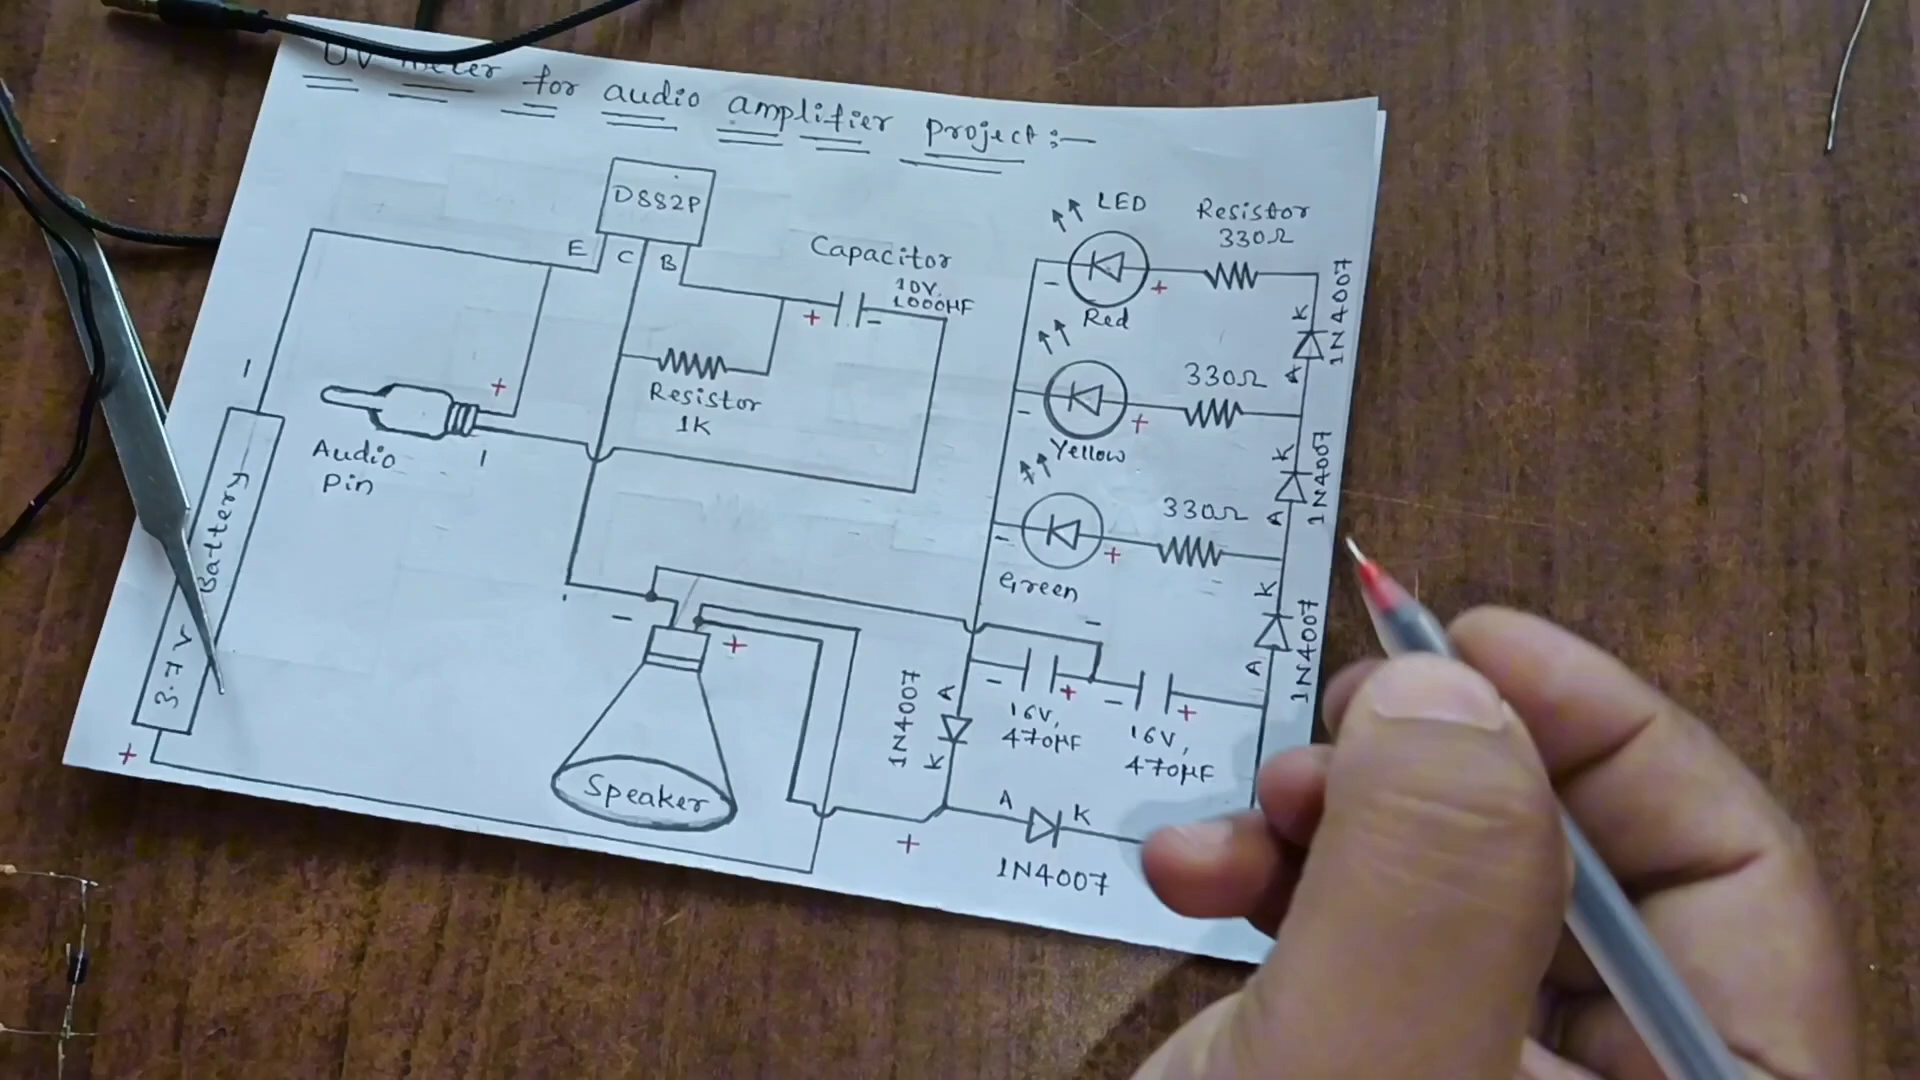 UV meter for audio amplifier project :-
D882P
E C B
Capacitor
10V,
1000µF
+ -
Resistor
1K
-
+
Audio
Pin
-
Battery
3.7 V
+
-
+
Speaker
LED
Resistor
330Ω
- +
Red
K
A
1N4007
330Ω
- +
Yellow
K
A
1N4007
330Ω
- +
Green
K
A
1N4007
-
- +
16V,
470µF
- +
16V,
470µF
1N4007
A
K
+
A K
1N4007